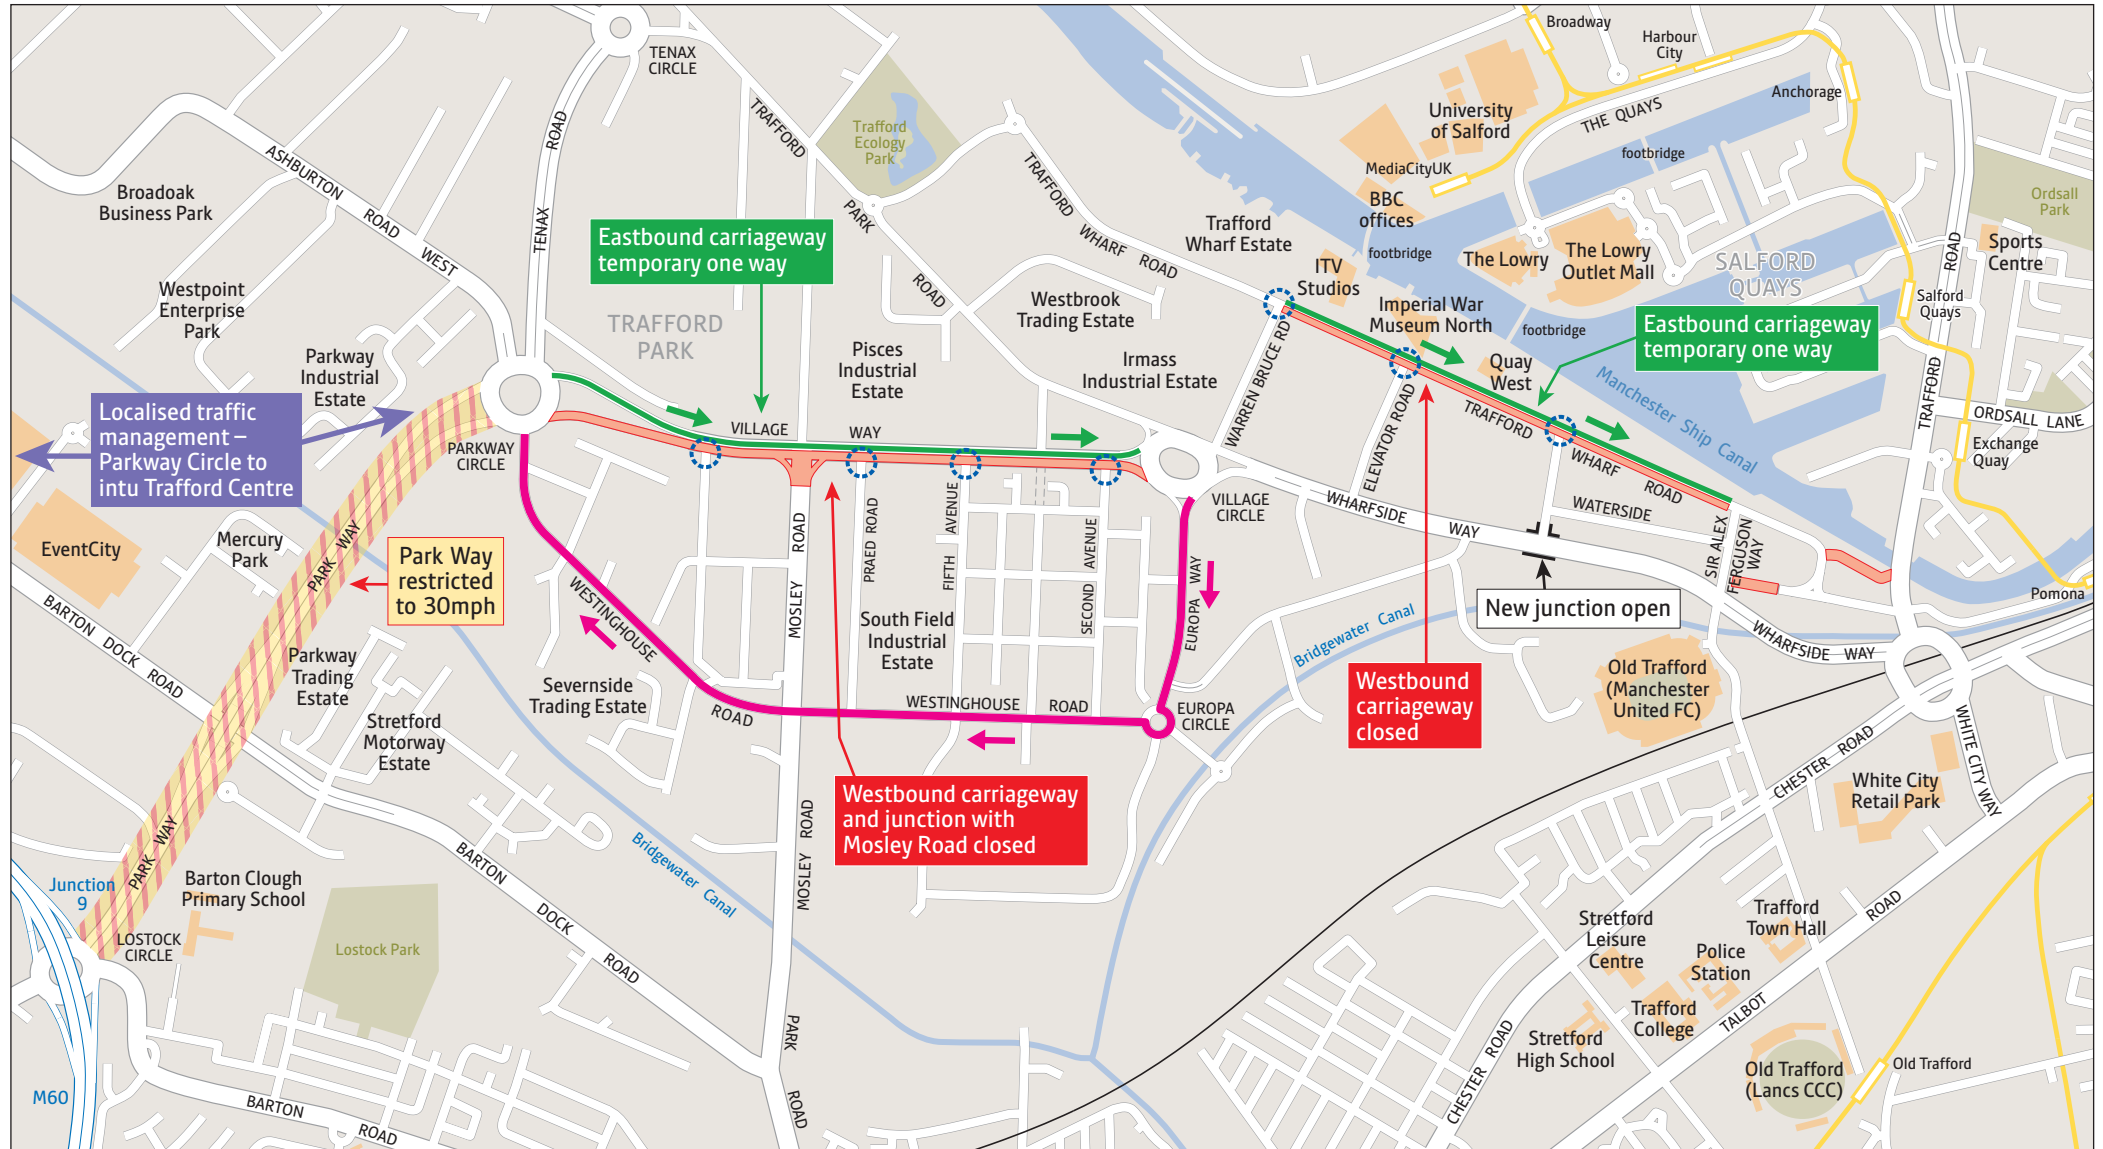 TENAX
CIRCLE
TENAX
ROAD
ASHBURTON
ROAD
WEST
Broadoak
Business Park
Westpoint
Enterprise
Park
Parkway
Industrial
Estate
Localised traffic
management –
Parkway Circle to
intu Trafford Centre
EventCity
Mercury
Park
PARKWAY
CIRCLE
PARK WAY
Park Way
restricted
to 30mph
BARTON DOCK ROAD
Parkway
Trading
Estate
Stretford
Motorway
Estate
PARK WAY
Junction
9
LOSTOCK
CIRCLE
M60
Barton Clough
Primary School
Lostock Park
BARTON
ROAD
BARTON
DOCK
ROAD
Bridgewater Canal
Severnside
Trading Estate
WESTINGHOUSE
ROAD
TRAFFORD
PARK
Eastbound carriageway
temporary one way
VILLAGE
WAY
TRAFFORD
PARK
ROAD
Trafford
Ecology
Park
Pisces
Industrial
Estate
Westbrook
Trading Estate
Irmass
Industrial Estate
TRAFFORD
WHARF
ROAD
Trafford
Wharf Estate
MOSLEY
ROAD
PRAED ROAD
FIFTH
AVENUE
SECOND
AVENUE
South Field
Industrial
Estate
WESTINGHOUSE
ROAD
EUROPA
WAY
EUROPA
CIRCLE
VILLAGE
CIRCLE
Westbound carriageway
and junction with
Mosley Road closed
MOSLEY
ROAD
PARK
ROAD
WARREN BRUCE RD
ELEVATOR ROAD
ITV
Studios
Imperial War
Museum North
Quay
West
TRAFFORD
WHARF
ROAD
WATERSIDE
WHARFSIDE
WAY
New junction open
Westbound
carriageway
closed
Bridgewater Canal
SIR ALEX
FERGUSON
WAY
Eastbound carriageway
temporary one way
Manchester Ship Canal
University
of Salford
MediaCityUK
BBC
offices
footbridge
The Lowry
The Lowry
Outlet Mall
footbridge
footbridge
THE QUAYS
SALFORD
QUAYS
Broadway
Harbour
City
Anchorage
Salford
Quays
Exchange
Quay
Pomona
TRAFFORD
ROAD
ORDSALL LANE
Ordsall
Park
Sports
Centre
Old Trafford
(Manchester
United FC)
WHARFSIDE WAY
CHESTER ROAD
WHITE CITY WAY
White City
Retail Park
Trafford
Town Hall
Stretford
Leisure
Centre
Police
Station
Trafford
College
Stretford
High School
TALBOT
ROAD
CHESTER ROAD
Old Trafford
(Lancs CCC)
Old Trafford